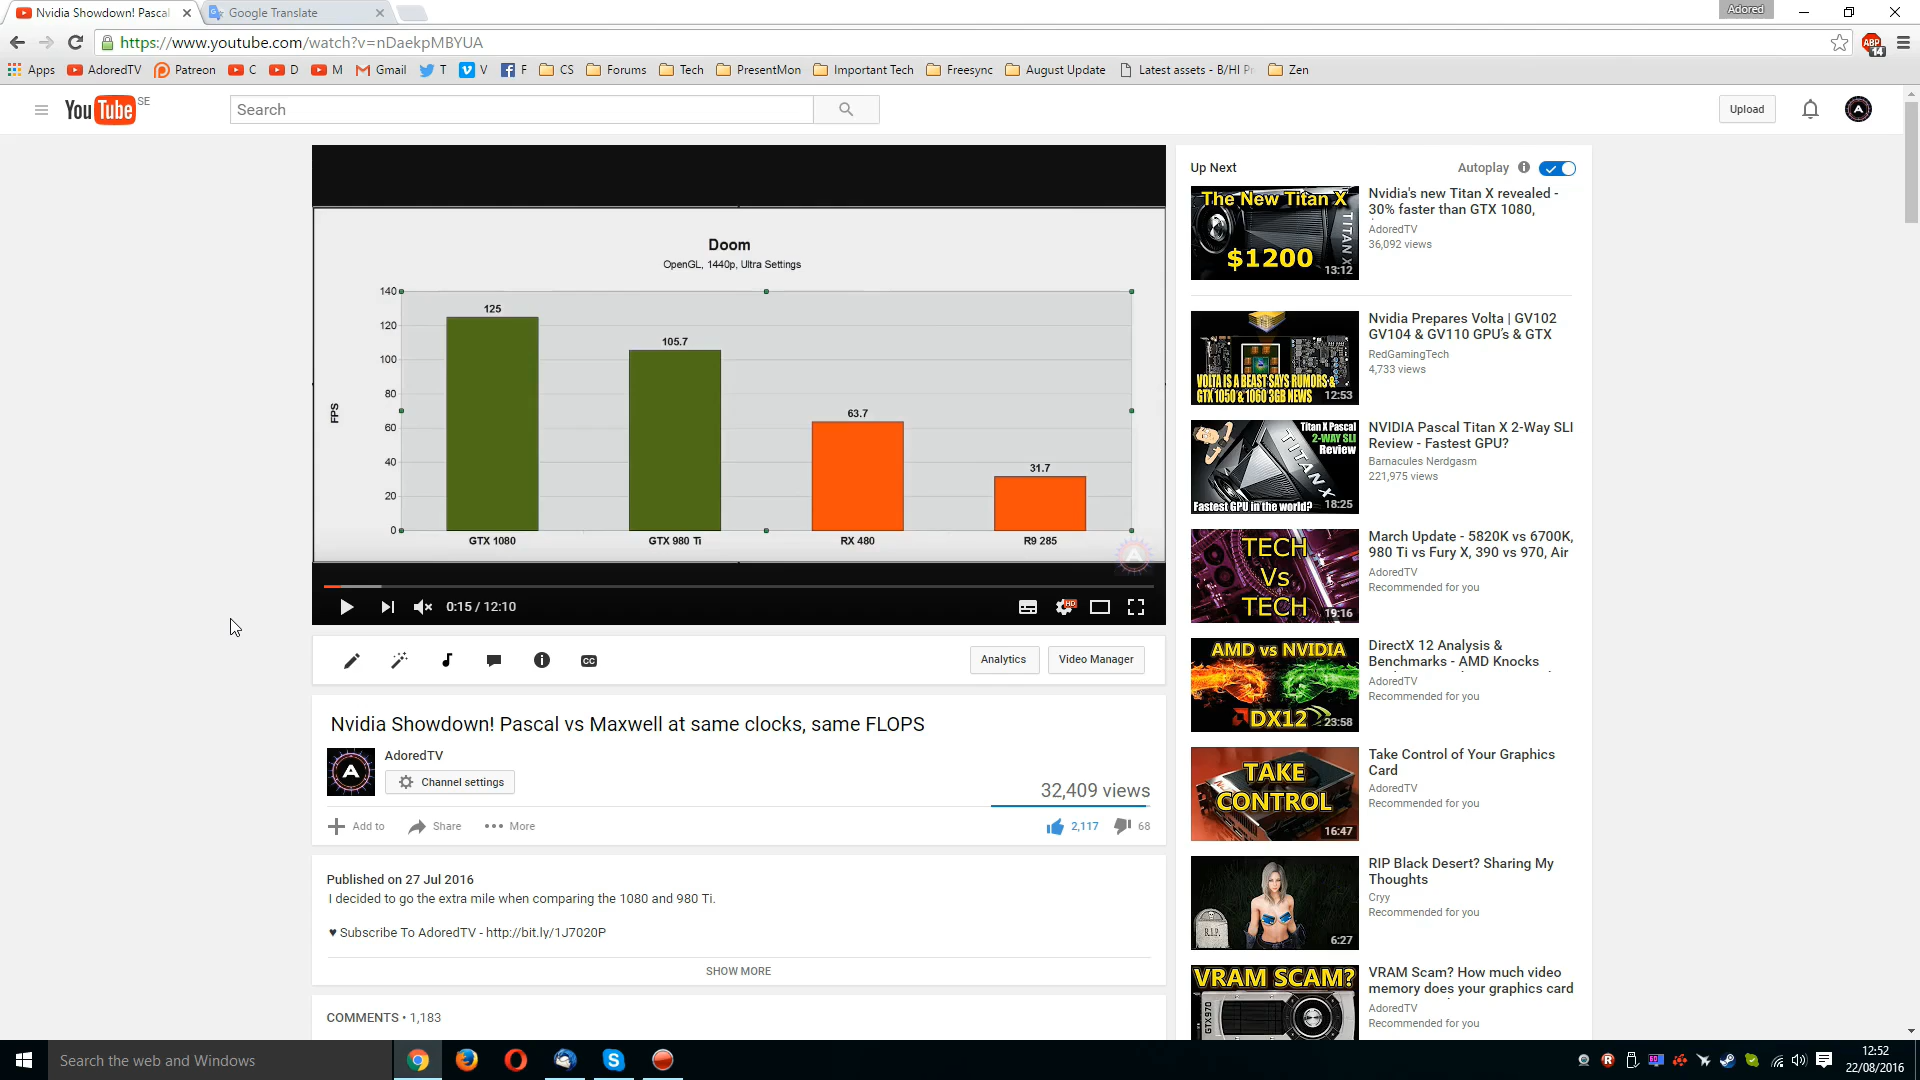 Nvidia Showdown! Pascal
Google Translate
Adored
https://www.youtube.com/watch?v=nDaekpMBYUA
ABP
14
Apps
AdoredTV
Patreon
C
D
M
Gmail
T
V
F
CS
Forums
Tech
PresentMon
Important Tech
Freesync
August Update
Latest assets - B/HI P
Zen
YouTube SE
Search
Upload
A
Doom
OpenGL, 1440p, Ultra Settings
FPS
140
120
100
80
60
40
20
0
125
105.7
63.7
31.7
GTX 1080
GTX 980 Ti
RX 480
R9 285
A
0:15 / 12:10
HD
CC
Analytics
Video Manager
Nvidia Showdown! Pascal vs Maxwell at same clocks, same FLOPS
A
AdoredTV
Channel settings
32,409 views
Add to
Share
More
2,117
68
Published on 27 Jul 2016
I decided to go the extra mile when comparing the 1080 and 980 Ti.
♥ Subscribe To AdoredTV - http://bit.ly/1J7020P
SHOW MORE
COMMENTS • 1,183
Up Next
Autoplay
The New Titan X
TITAN X
$1200
13:12
Nvidia's new Titan X revealed -
30% faster than GTX 1080,
AdoredTV
36,092 views
VOLTA IS A BEAST SAYS RUMORS &
GTX 1050 & 1060 3GB NEWS
12:53
Nvidia Prepares Volta | GV102
GV104 & GV110 GPU's & GTX
RedGamingTech
4,733 views
Titan X Pascal
2-WAY SLI
Review
TITAN X
Fastest GPU in the world?
18:25
NVIDIA Pascal Titan X 2-Way SLI
Review - Fastest GPU?
Barnacules Nerdgasm
221,975 views
TECH
Vs
TECH
19:16
March Update - 5820K vs 6700K,
980 Ti vs Fury X, 390 vs 970, Air
AdoredTV
Recommended for you
AMD vs NVIDIA
DX12
23:58
DirectX 12 Analysis &
Benchmarks - AMD Knocks
AdoredTV
Recommended for you
TAKE
CONTROL
16:47
Take Control of Your Graphics
Card
AdoredTV
Recommended for you
R.I.P.
6:27
RIP Black Desert? Sharing My
Thoughts
Cryy
Recommended for you
VRAM SCAM?
GTX 970
VRAM Scam? How much video
memory does your graphics card
AdoredTV
Recommended for you
Search the web and Windows
12:52
22/08/2016